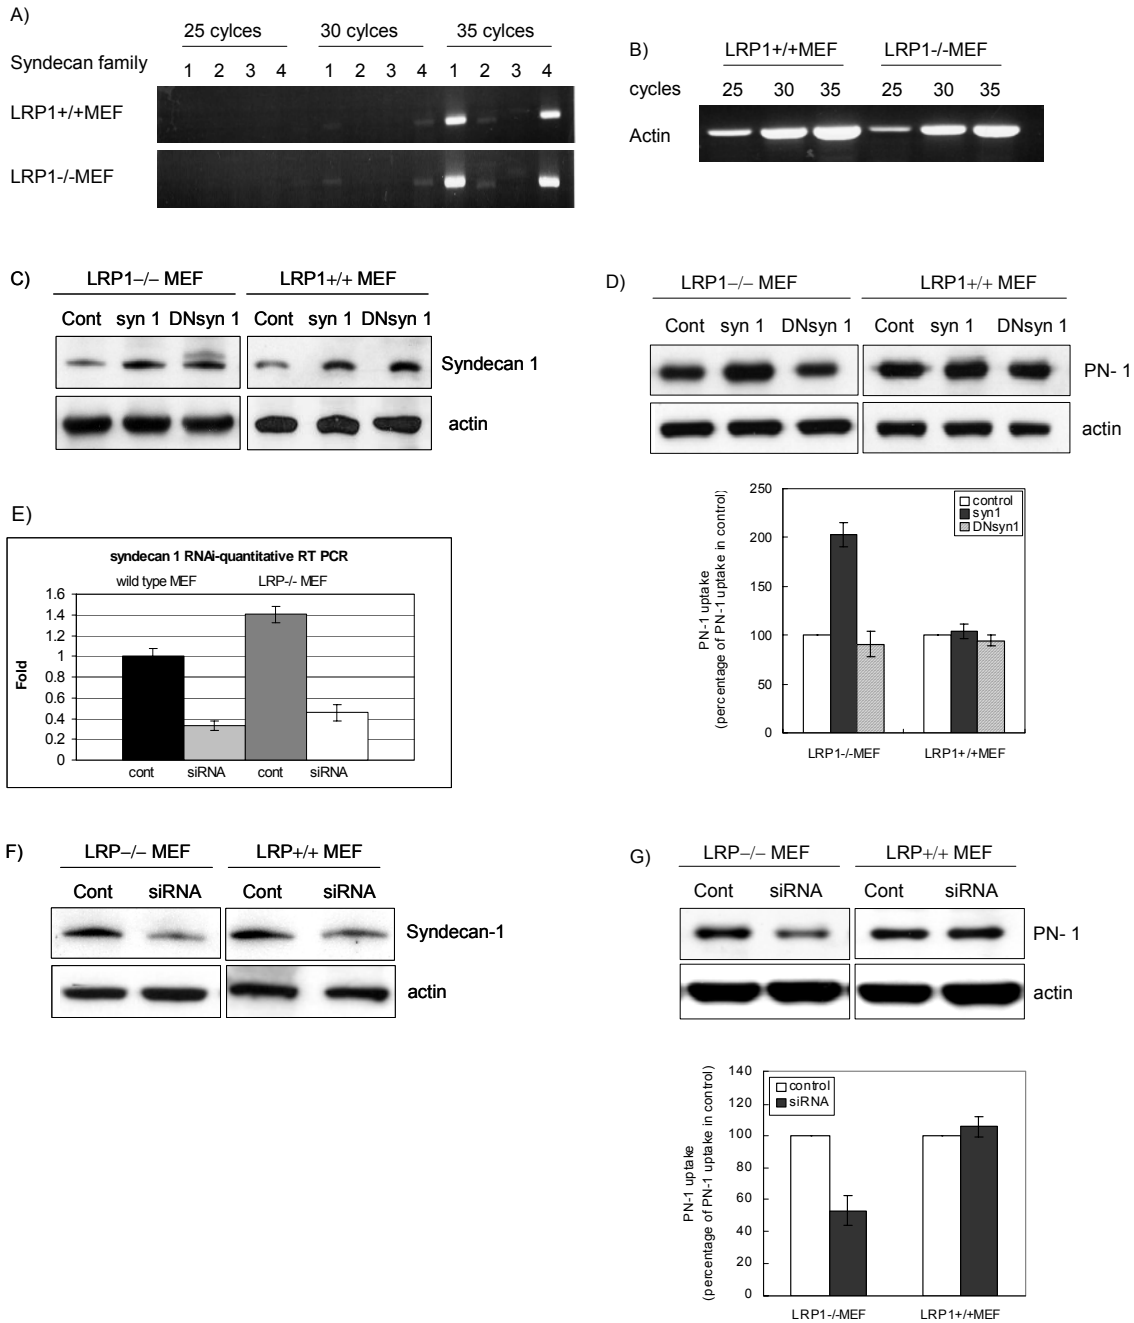 A)
25 cylces 30 cylces 35 cylces
Syndecan family 1 2 3 4 1 2 3 4 1 2 3 4
LRP1+/+MEF
LRP1-/-MEF
B)
LRP1+/+MEF LRP1-/-MEF
cycles 25 30 35 25 30 35
Actin
C)
LRP1–/– MEF LRP1+/+ MEF
Cont syn 1 DNsyn 1 Cont syn 1 DNsyn 1
Syndecan 1
actin
D)
LRP1–/– MEF LRP1+/+ MEF
Cont syn 1 DNsyn 1 Cont syn 1 DNsyn 1
PN- 1
actin
PN-1 uptake
(percentage of PN-1 uptake in control)
250
200
150
100
50
0
control
syn1
DNsyn1
LRP1-/-MEF LRP1+/+MEF
E)
syndecan 1 RNAi-quantitative RT PCR
wild type MEF LRP-/- MEF
Fold
1.6
1.4
1.2
1
0.8
0.6
0.4
0.2
0
cont siRNA cont siRNA
F)
LRP–/– MEF LRP+/+ MEF
Cont siRNA Cont siRNA
Syndecan-1
actin
G)
LRP–/– MEF LRP+/+ MEF
Cont siRNA Cont siRNA
PN- 1
actin
PN-1 uptake
(percentage of PN-1 uptake in control)
140
120
100
80
60
40
20
0
control
siRNA
LRP1-/-MEF LRP1+/+MEF